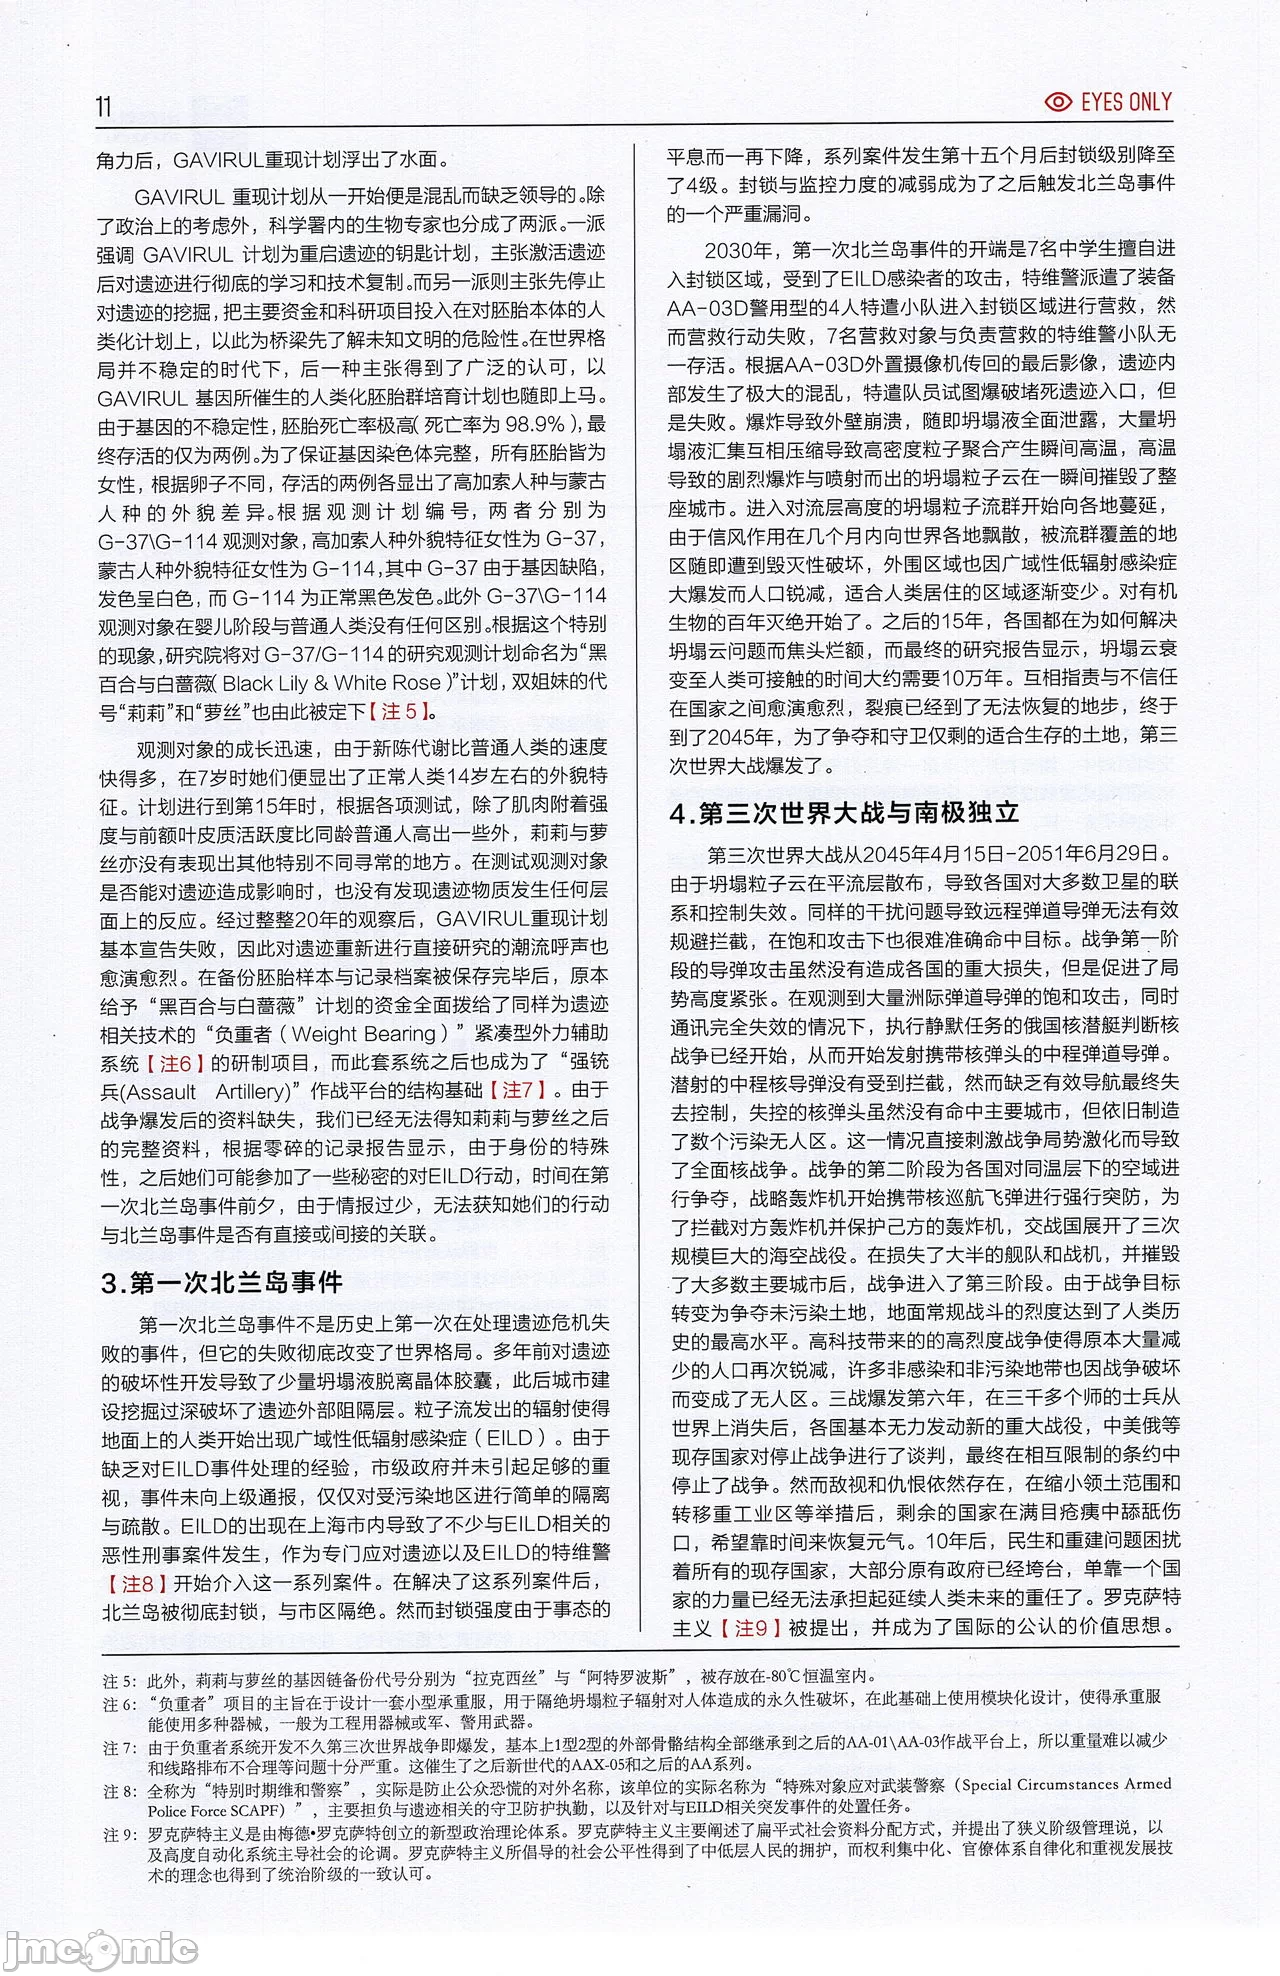 11
EYES ONLY
角力后，GAVIRUL重现计划浮出了水面。
GAVIRUL 重现计划从一开始便是混乱而缺乏领导的。除
了政治上的考虑外，科学署内的生物专家也分成了两派。一派
强调 GAVIRUL 计划为重启遗迹的钥匙计划，主张激活遗迹
后对遗迹进行彻底的学习和技术复制。而另一派则主张先停止
对遗迹的挖掘，把主要资金和科研项目投入在对胚胎本体的人
类化计划上，以此为桥梁先了解未知文明的危险性。在世界格
局并不稳定的时代下，后一种主张得到了广泛的认可，以
GAVIRUL 基因所催生的人类化胚胎群培育计划也随即上马。
由于基因的不稳定性，胚胎死亡率极高（死亡率为 98.9%），最
终存活的仅为两例。为了保证基因染色体完整，所有胚胎皆为
女性，根据卵子不同，存活的两例各显出了高加索人种与蒙古
人种的外貌差异。根据观测计划编号，两者分别为
G-37\G-114 观测对象，高加索人种外貌特征女性为 G-37，
蒙古人种外貌特征女性为 G-114，其中 G-37 由于基因缺陷，
发色呈白色，而 G-114 为正常黑色发色。此外 G-37\G-114
观测对象在婴儿阶段与普通人类没有任何区别。根据这个特别
的现象，研究院将对 G-37/G-114 的研究观测计划命名为“黑
百合与白蔷薇（Black Lily & White Rose）”计划，双姐妹的代
号“莉莉”和“萝丝”也由此被定下【注 5】。
观测对象的成长迅速，由于新陈代谢比普通人类的速度
快得多，在7岁时她们便显出了正常人类14岁左右的外貌特
征。计划进行到第15年时，根据各项测试，除了肌肉附着强
度与前额叶皮质活跃度比同龄普通人高出一些外，莉莉与萝
丝亦没有表现出其他特别不同寻常的地方。在测试观测对象
是否能对遗迹造成影响时，也没有发现遗迹物质发生任何层
面上的反应。经过整整20年的观察后，GAVIRUL重现计划
基本宣告失败，因此对遗迹重新进行直接研究的潮流呼声也
愈演愈烈。在备份胚胎样本与记录档案被保存完毕后，原本
给予“黑百合与白蔷薇”计划的资金全面拨给了同样为遗迹
相关技术的“负重者（Weight Bearing）”紧凑型外力辅助
系统【注6】的研制项目，而此套系统之后也成为了“强铳
兵(Assault Artillery)”作战平台的结构基础【注7】。由于
战争爆发后的资料缺失，我们已经无法得知莉莉与萝丝之后
的完整资料，根据零碎的记录报告显示，由于身份的特殊
性，之后她们可能参加了一些秘密的对EILD行动，时间在第
一次北兰岛事件前夕，由于情报过少，无法获知她们的行动
与北兰岛事件是否有直接或间接的关联。
3.第一次北兰岛事件
第一次北兰岛事件不是历史上第一次在处理遗迹危机失
败的事件，但它的失败彻底改变了世界格局。多年前对遗迹
的破坏性开发导致了少量坍塌液脱离晶体胶囊，此后城市建
设挖掘过深破坏了遗迹外部阻隔层。粒子流发出的辐射使得
地面上的人类开始出现广域性低辐射感染症（EILD）。由于
缺乏对EILD事件处理的经验，市级政府并未引起足够的重
视，事件未向上级通报，仅仅对受污染地区进行简单的隔离
与疏散。EILD的出现在上海市内导致了不少与EILD相关的
恶性刑事案件发生，作为专门应对遗迹以及EILD的特维警
【注8】开始介入这一系列案件。在解决了这系列案件后，
北兰岛被彻底封锁，与市区隔绝。然而封锁强度由于事态的
平息而一再下降，系列案件发生第十五个月后封锁级别降至
了4级。封锁与监控力度的减弱成为了之后触发北兰岛事件
的一个严重漏洞。
2030年，第一次北兰岛事件的开端是7名中学生擅自进
入封锁区域，受到了EILD感染者的攻击，特维警派遣了装备
AA-03D警用型的4人特遣小队进入封锁区域进行营救，然
而营救行动失败，7名营救对象与负责营救的特维警小队无
一存活。根据AA-03D外置摄像机传回的最后影像，遗迹内
部发生了极大的混乱，特遣队员试图爆破堵死遗迹入口，但
是失败。爆炸导致外壁崩溃，随即坍塌液全面泄露，大量坍
塌液汇集互相压缩导致高密度粒子聚合产生瞬间高温，高温
导致的剧烈爆炸与喷射而出的坍塌粒子云在一瞬间摧毁了整
座城市。进入对流层高度的坍塌粒子流群开始向各地蔓延，
由于信风作用在几个月内向世界各地飘散，被流群覆盖的地
区随即遭到毁灭性破坏，外围区域也因广域性低辐射感染症
大爆发而人口锐减，适合人类居住的区域逐渐变少。对有机
生物的百年灭绝开始了。之后的15年，各国都在为如何解决
坍塌云问题而焦头烂额，而最终的研究报告显示，坍塌云衰
变至人类可接触的时间大约需要10万年。互相指责与不信任
在国家之间愈演愈烈，裂痕已经到了无法恢复的地步，终于
到了2045年，为了争夺和守卫仅剩的适合生存的土地，第三
次世界大战爆发了。
4.第三次世界大战与南极独立
第三次世界大战从2045年4月15日-2051年6月29日。
由于坍塌粒子云在平流层散布，导致各国对大多数卫星的联
系和控制失效。同样的干扰问题导致远程弹道导弹无法有效
规避拦截，在饱和攻击下也很难准确命中目标。战争第一阶
段的导弹攻击虽然没有造成各国的重大损失，但是促进了局
势高度紧张。在观测到大量洲际弹道导弹的饱和攻击，同时
通讯完全失效的情况下，执行静默任务的俄国核潜艇判断核
战争已经开始，从而开始发射携带核弹头的中程弹道导弹。
潜射的中程核导弹没有受到拦截，然而缺乏有效导航最终失
去控制，失控的核弹头虽然没有命中主要城市，但依旧制造
了数个污染无人区。这一情况直接刺激战争局势激化而导致
了全面核战争。战争的第二阶段为各国对同温层下的空域进
行争夺，战略轰炸机开始携带核巡航飞弹进行强行突防，为
了拦截对方轰炸机并保护己方的轰炸机，交战国展开了三次
规模巨大的海空战役。在损失了大半的舰队和战机，并摧毁
了大多数主要城市后，战争进入了第三阶段。由于战争目标
转变为争夺未污染土地，地面常规战斗的烈度达到了人类历
史的最高水平。高科技带来的的高烈度战争使得原本大量减
少的人口再次锐减，许多非感染和非污染地带也因战争破坏
而变成了无人区。三战爆发第六年，在三千多个师的士兵从
世界上消失后，各国基本无力发动新的重大战役，中美俄等
现存国家对停止战争进行了谈判，最终在相互限制的条约中
停止了战争。然而敌视和仇恨依然存在，在缩小领土范围和
转移重工业区等举措后，剩余的国家在满目疮痍中舔舐伤
口，希望靠时间来恢复元气。10年后，民生和重建问题困扰
着所有的现存国家，大部分原有政府已经垮台，单靠一个国
家的力量已经无法承担起延续人类未来的重任了。罗克萨特
主义【注9】被提出，并成为了国际的公认的价值思想。
注 5：此外，莉莉与萝丝的基因链备份代号分别为“拉克西丝”与“阿特罗波斯”，被存放在-80℃恒温室内。
注 6：“负重者”项目的主旨在于设计一套小型承重服，用于隔绝坍塌粒子辐射对人体造成的永久性破坏，在此基础上使用模块化设计，使得承重服
能使用多种器械，一般为工程用器械或军、警用武器。
注 7：由于负重者系统开发不久第三次世界大战即爆发，基本上1型2型的外部骨骼结构全部继承到之后的AA-01\AA-03作战平台上，所以重量难以减少
和线路排布不合理等问题十分严重。这催生了之后新世代的AAX-05和之后的AA系列。
注 8：全称为“特别时期维和警察”，实际是防止公众恐慌的对外名称，该单位的实际名称为“特殊对象应对武装警察（Special Circumstances Armed
Police Force SCAPF）”，主要担负与遗迹相关的守卫防护执勤，以及针对与EILD相关突发事件的处置任务。
注 9：罗克萨特主义是由梅德•罗克萨特创立的新型政治理论体系。罗克萨特主义主要阐述了扁平式社会资料分配方式，并提出了狭义阶级管理说，以
及高度自动化系统主导社会的论调。罗克萨特主义所倡导的社会公平性得到了中低层人民的拥护，而权利集中化、官僚体系自律化和重视发展技
术的理念也得到了统治阶级的一致认可。
jmcomic